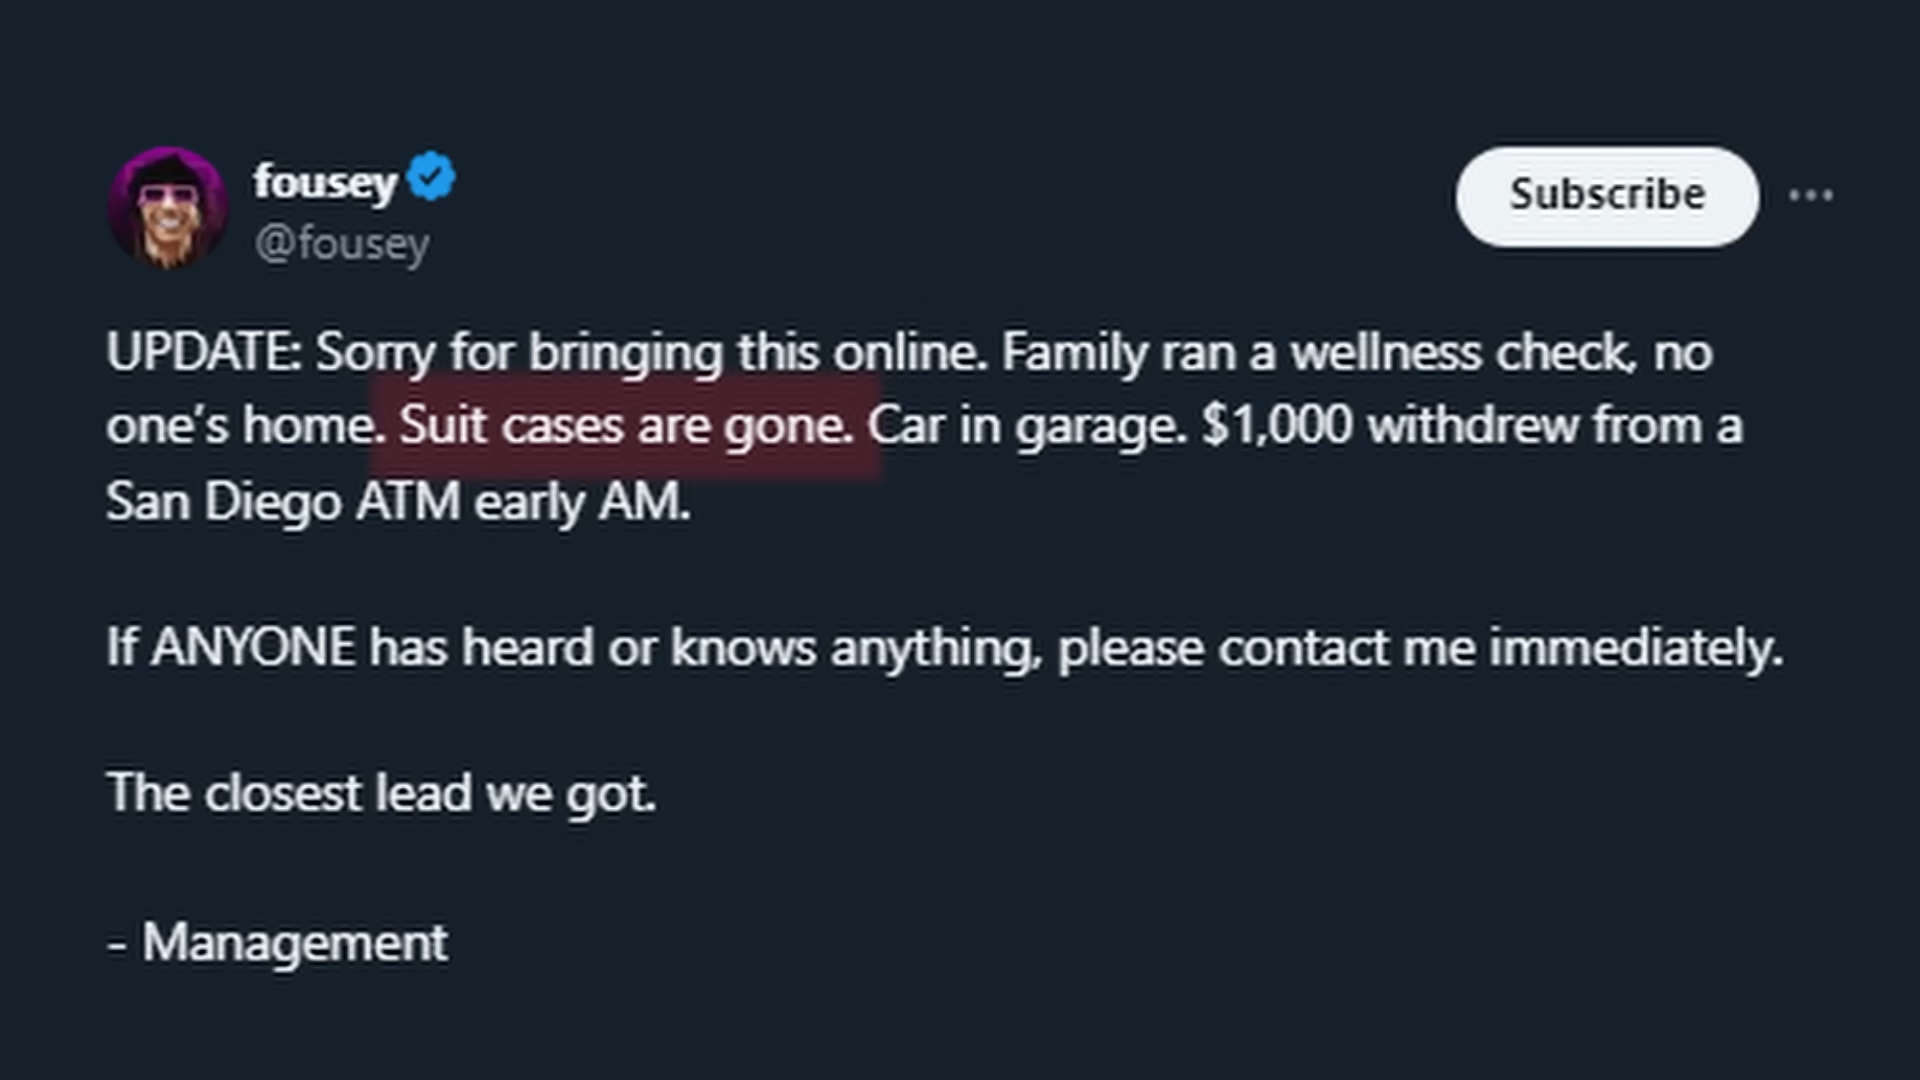 fousey
@fousey
Subscribe
UPDATE: Sorry for bringing this online. Family ran a wellness check, no
one’s home. Suit cases are gone. Car in garage. $1,000 withdrew from a
San Diego ATM early AM.
If ANYONE has heard or knows anything, please contact me immediately.
The closest lead we got.
- Management